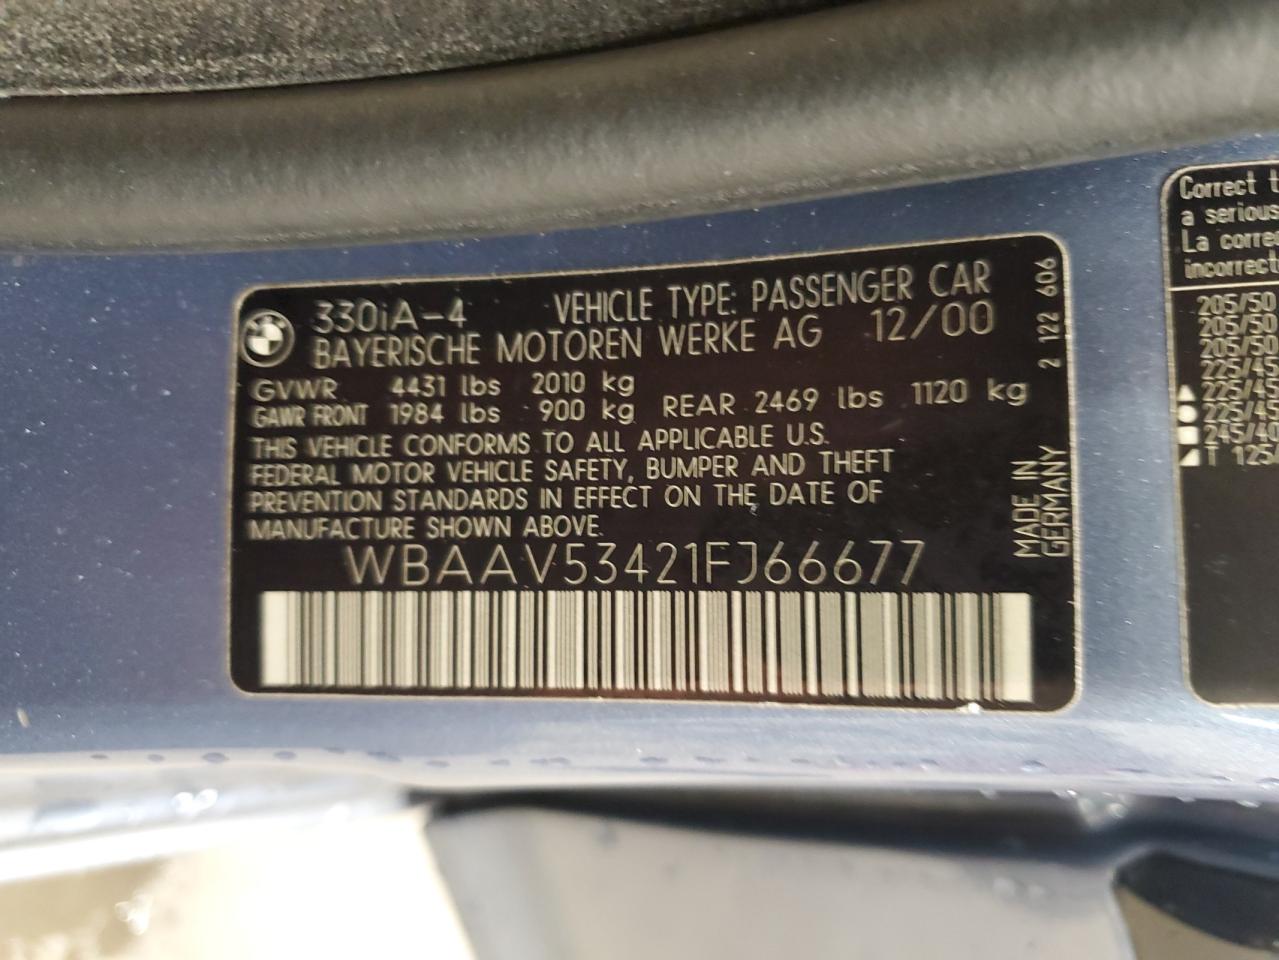 330iA-4 VEHICLE TYPE: PASSENGER CAR
BAYERISCHE MOTOREN WERKE AG 12/00
GVWR 4431 lbs 2010 kg
GAWR FRONT 1984 lbs 900 kg REAR 2469 lbs 1120 kg
THIS VEHICLE CONFORMS TO ALL APPLICABLE U.S.
FEDERAL MOTOR VEHICLE SAFETY, BUMPER AND THEFT
PREVENTION STANDARDS IN EFFECT ON THE DATE OF
MANUFACTURE SHOWN ABOVE.
WBAAV53421FJ66677
2 122 606
MADE IN
GERMANY
Correct t
a serious
La corre
incorrect
205/50
205/50
205/50
225/45
225/45
225/45
245/40
T 125/